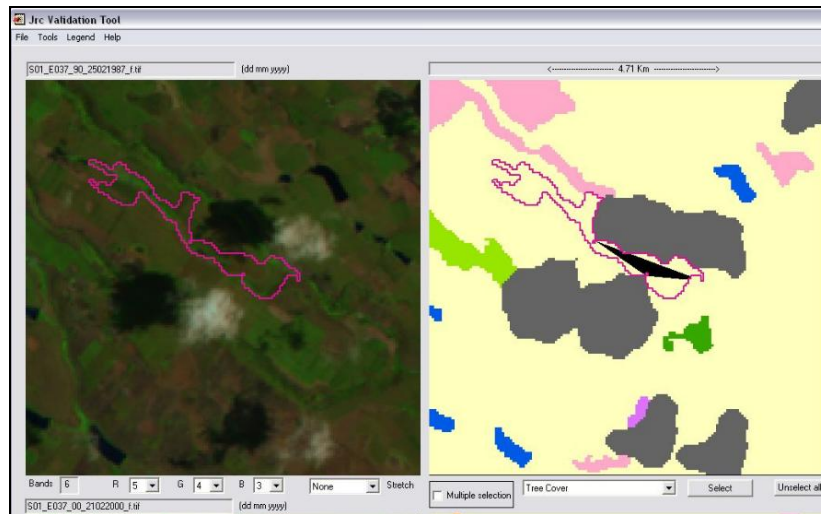 Jrc Validation Tool
File Tools Legend Help
S01_E037_90_25021987_f.tif (dd mm yyyy)
<------------------------ 4.71 Km ------------------------>
Bands 6 R 5 G 4 B 3 None Stretch
Multiple selection Tree Cover Select Unselect all
S01_E037_00_21022000_f.tif (dd mm yyyy)